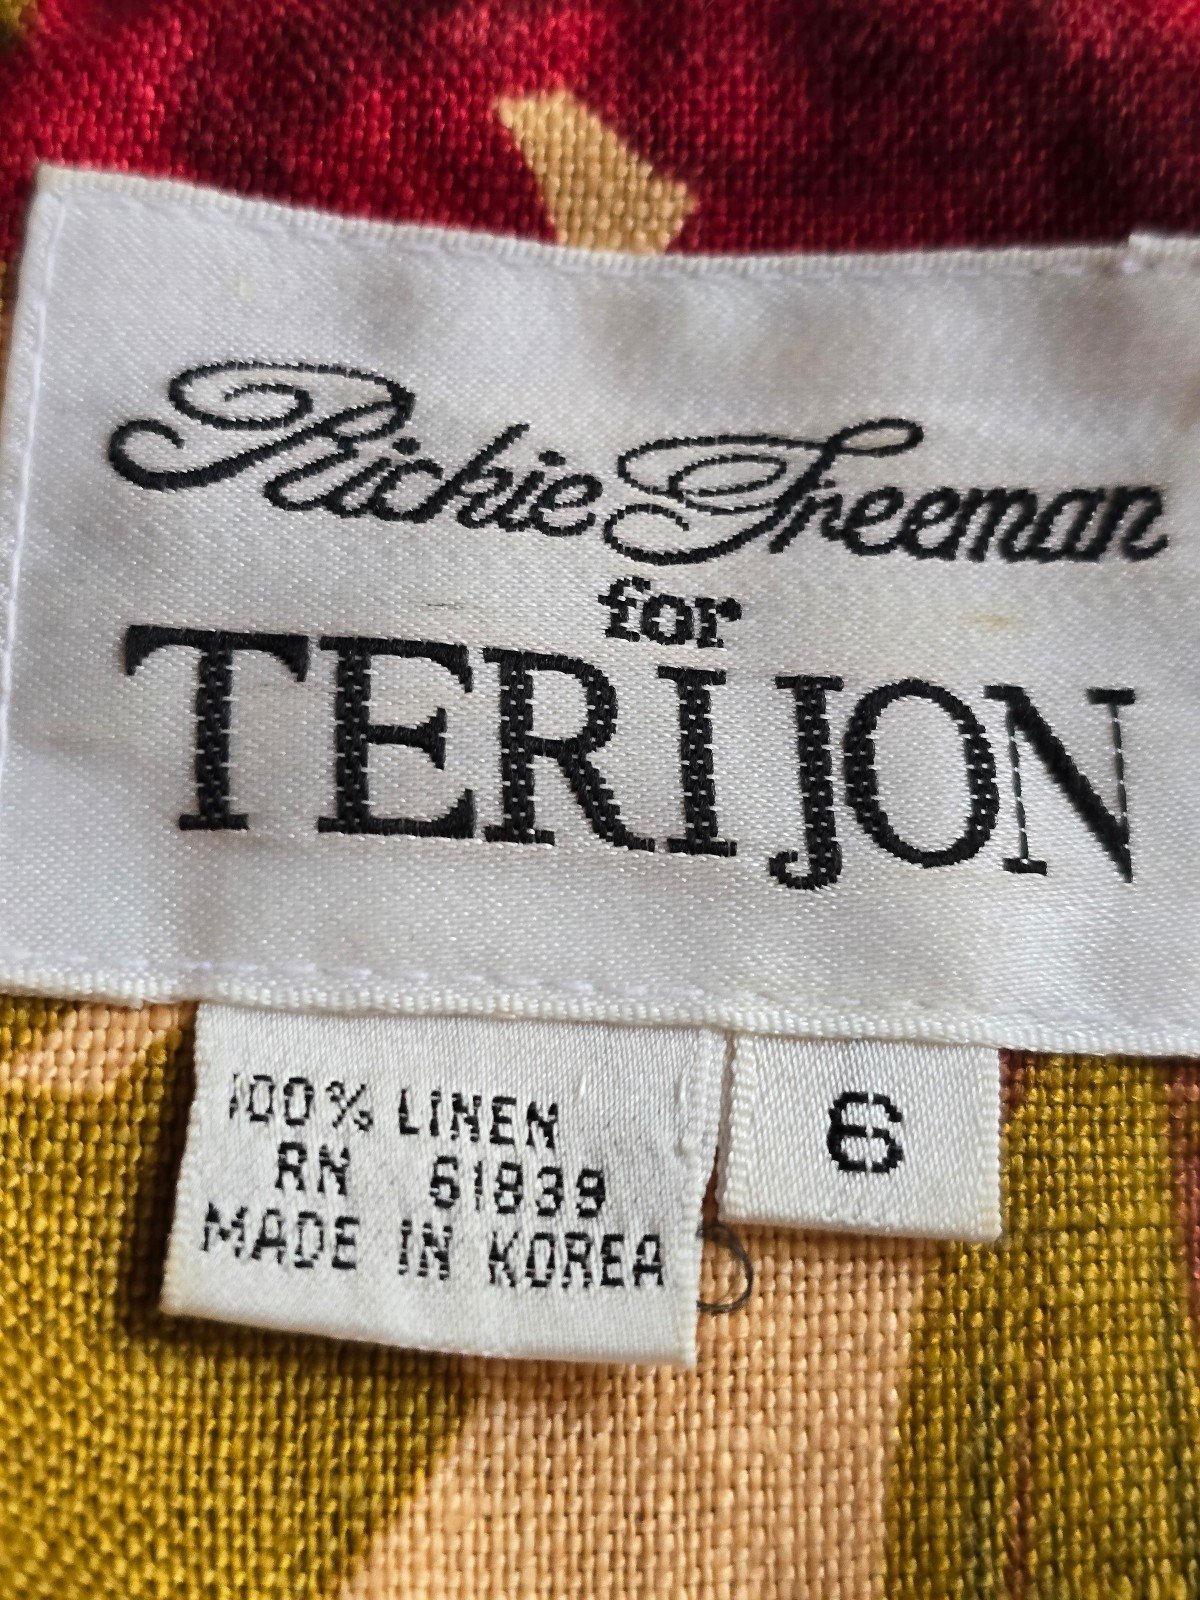 Rickie Freeman
for
TERI JON
100% LINEN
RN 61839
MADE IN KOREA
6